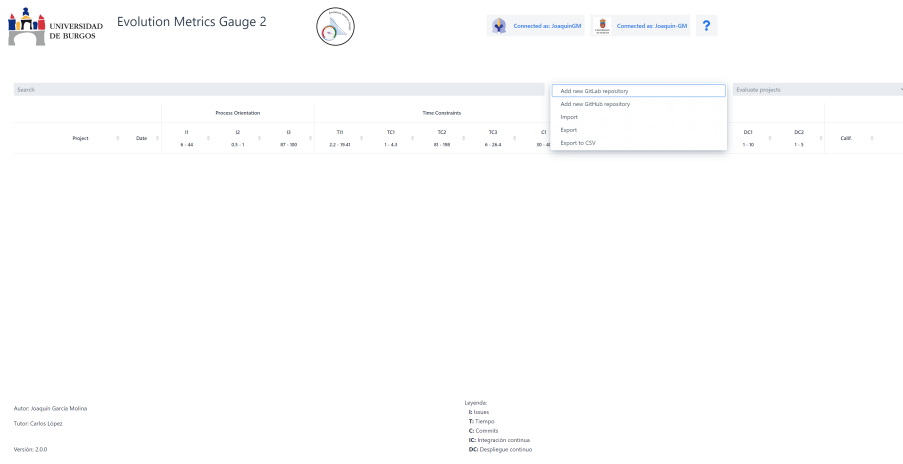 UNIVERSIDAD
DE BURGOS
Evolution Metrics Gauge 2
Connected as: JoaquinGM
Connected as: Joaquin-GM
?
Search
Add new GitLab repository
Add new GitHub repository
Import
Export
Export to CSV
Evaluate projects
Process Orientation
Time Constraints
Project
Date
I1
6 - 44
I2
0.5 - 1
I3
87 - 100
TI1
2.2 - 19.41
TC1
1 - 4.3
TC2
81 - 198
TC3
6 - 26.4
C1
DC1
1 - 10
DC2
1 - 5
Calif.
Autor: Joaquín García Molina
Tutor: Carlos López
Versión: 2.0.0
Leyenda:
I: Issues
T: Tiempo
C: Commits
IC: Integración continua
DC: Despliegue continuo